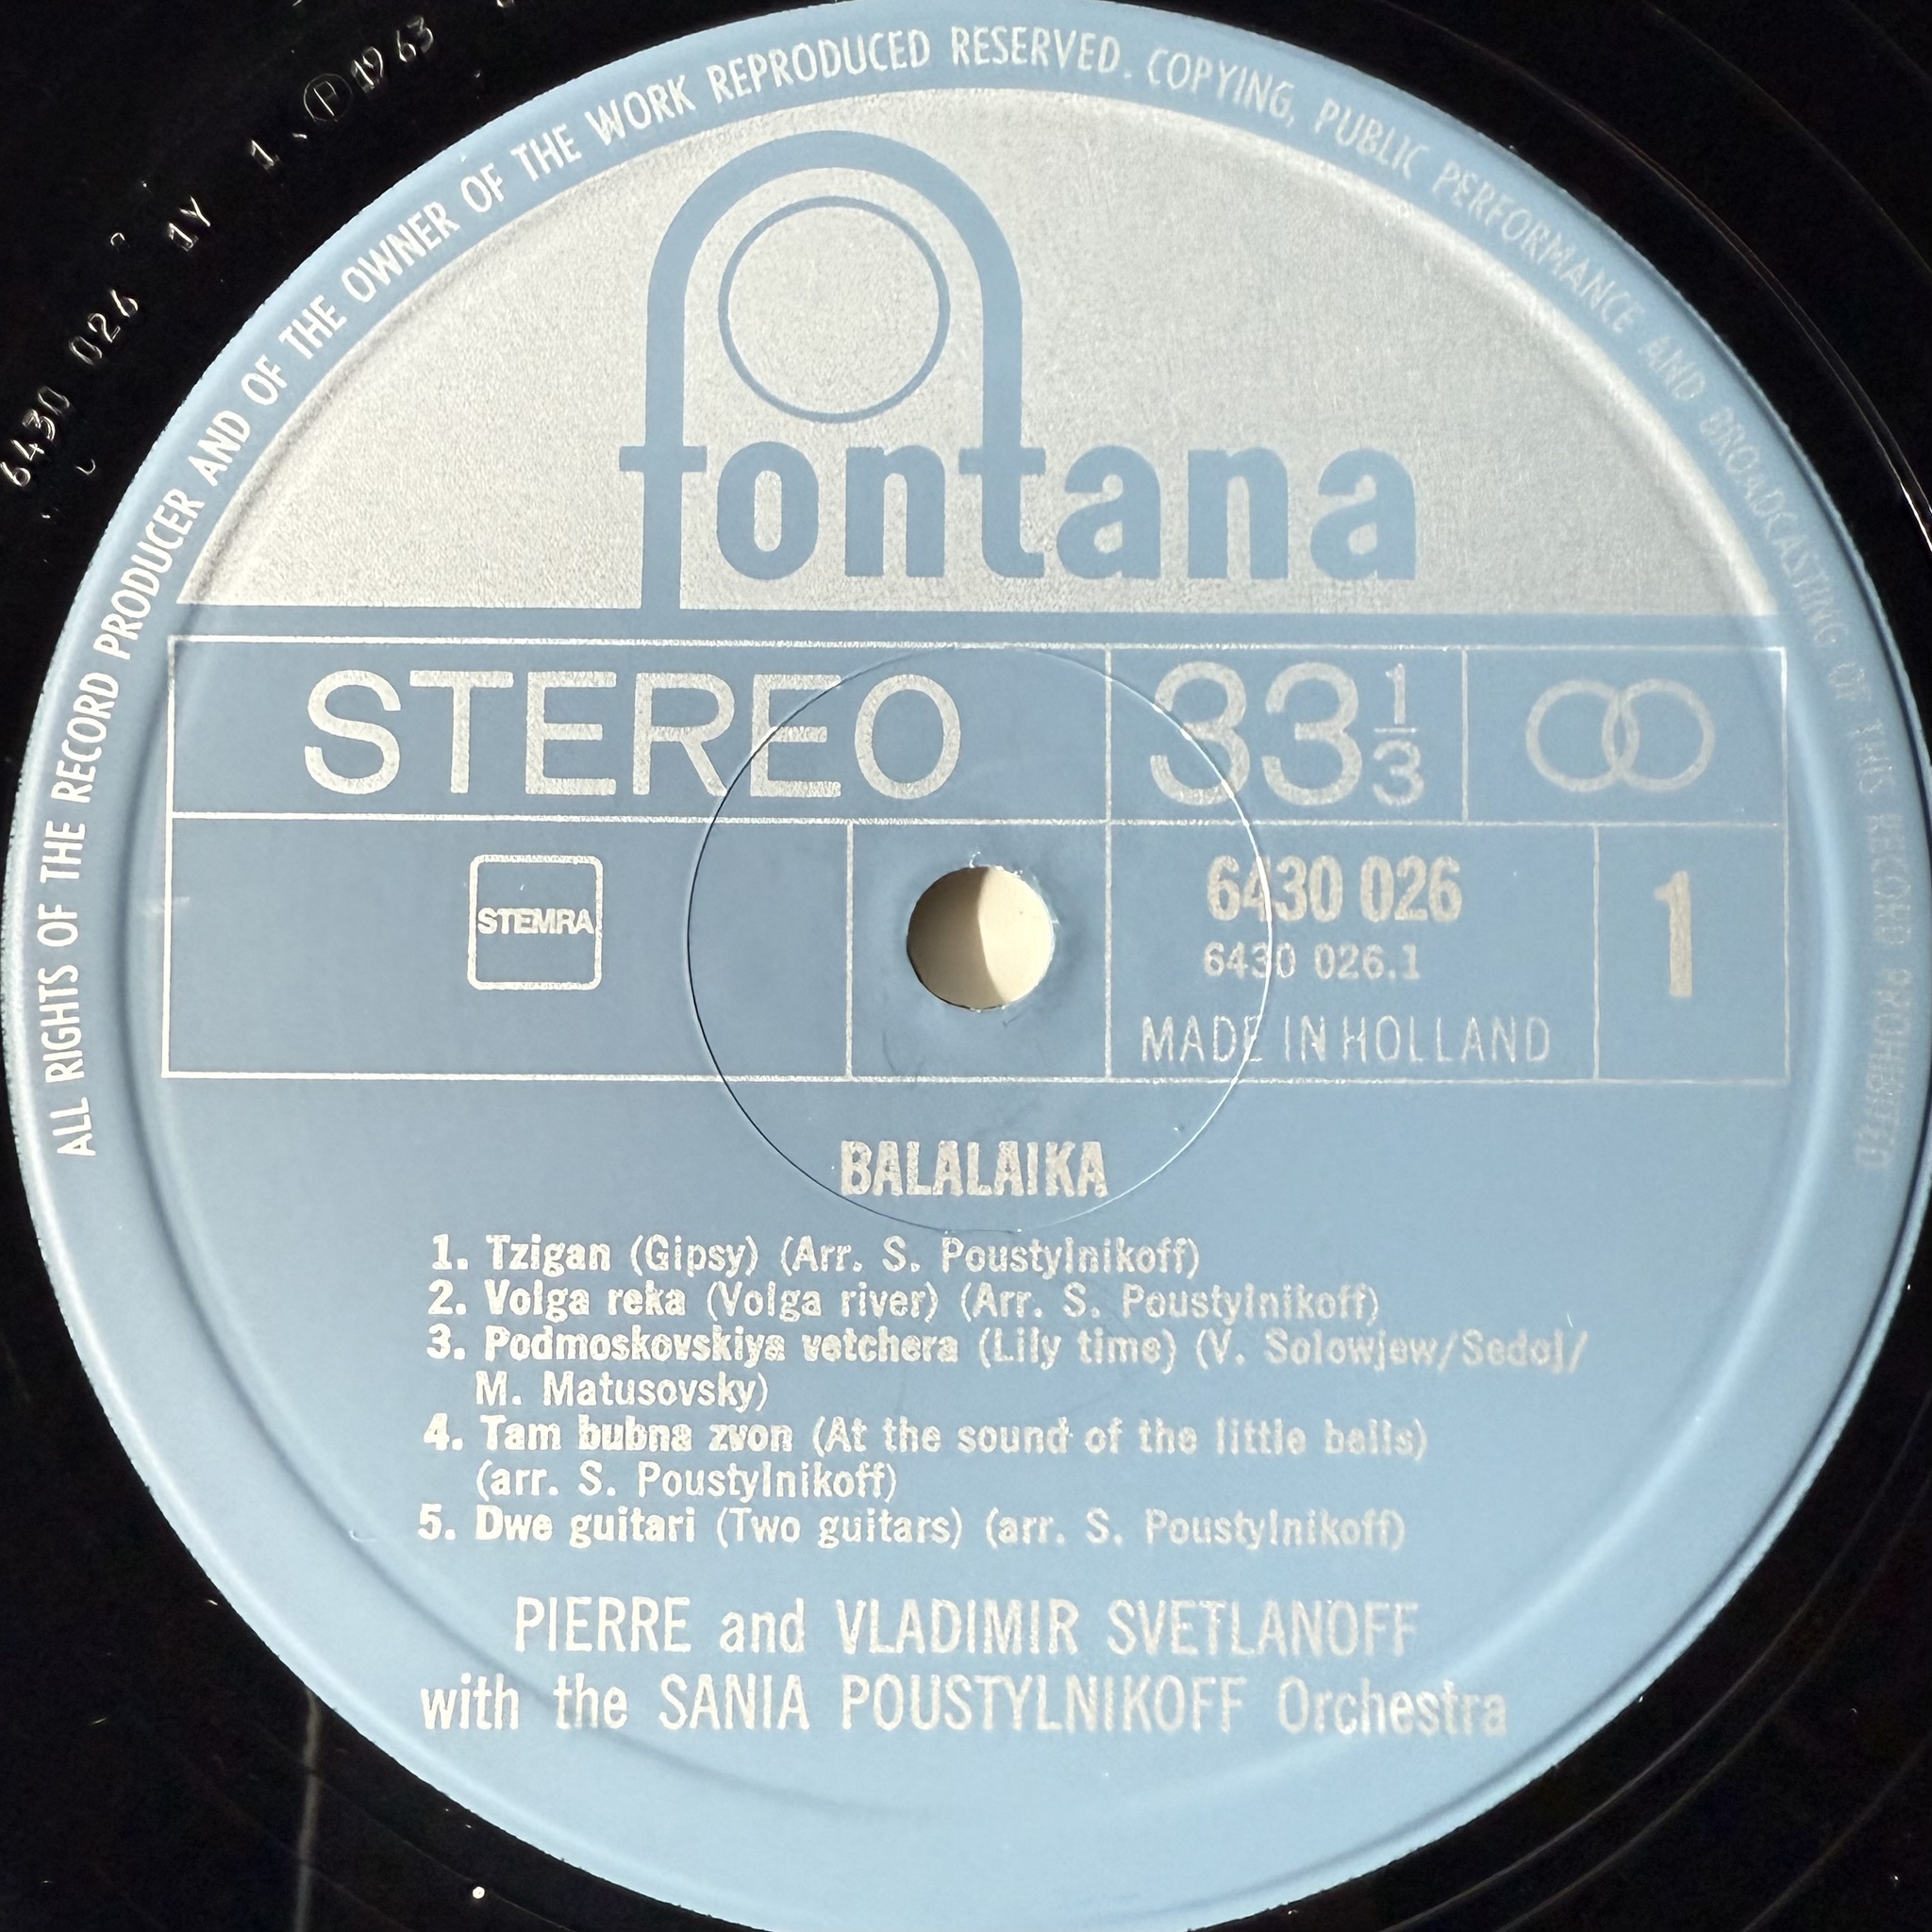 6430 026 1Y 1 Ⓟ 1963
ALL RIGHTS OF THE RECORD PRODUCER AND OF THE OWNER OF THE WORK REPRODUCED RESERVED. COPYING, PUBLIC PERFORMANCE AND BROADCASTING OF THIS RECORD PROHIBITED
fontana
STEREO 33 1/3
STEMRA
6430 026
6430 026.1
MADE IN HOLLAND
1
BALALAIKA
1. Tzigan (Gipsy) (Arr. S. Poustylnikoff)
2. Volga reka (Volga river) (Arr. S. Poustylnikoff)
3. Podmoskovskiya vetchera (Lily time) (V. Solowjew/Sedoj/
M. Matusovsky)
4. Tam bubna zvon (At the sound of the little bells)
(arr. S. Poustylnikoff)
5. Dwe guitari (Two guitars) (arr. S. Poustylnikoff)
PIERRE and VLADIMIR SVETLANOFF
with the SANIA POUSTYLNIKOFF Orchestra